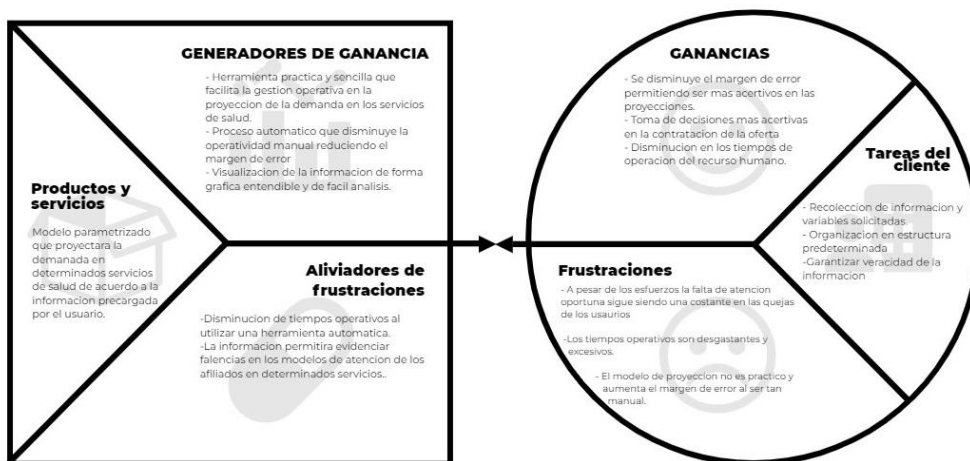 GENERADORES DE GANANCIA
- Herramienta practica y sencilla que
facilita la gestion operativa en la
proyeccion de la demanda en los servicios
de salud.
- Proceso automatico que disminuye la
operatividad manual reduciendo el
margen de error
- Visualizacion de la informacion de forma
grafica entendible y de facil analisis.
Productos y
servicios
Modelo parametrizado
que proyectara la
demanada en
determinados servicios
de salud de acuerdo a la
informacion precargada
por el usuario.
Aliviadores de
frustraciones
-Disminucion de tiempos operativos al
utilizar una herramienta automatica.
-La informacion permitira evidenciar
falencias en los modelos de atencion de los
afiliados en determinados servicios..
GANANCIAS
- Se disminuye el margen de error
permitiendo ser mas acertivos en las
proyecciones.
- Toma de decisiones mas acertivas
en la contratacion de la oferta
- Disminucion en los tiempos de
operacion del recurso humano.
Tareas del
cliente
- Recoleccion de informacion y
variables solicitadas.
- Organizacion en estructura
predeterminada
-Garantizar veracidad de la
informacion
Frustraciones
- A pesar de los esfuerzos la falta de atencion
oportuna sigue siendo una costante en las quejas
de los usaurios
-Los tiempos operativos son desgastantes y
excesivos.
- El modelo de proyeccion no es practico y
aumenta el margen de error al ser tan
manual.